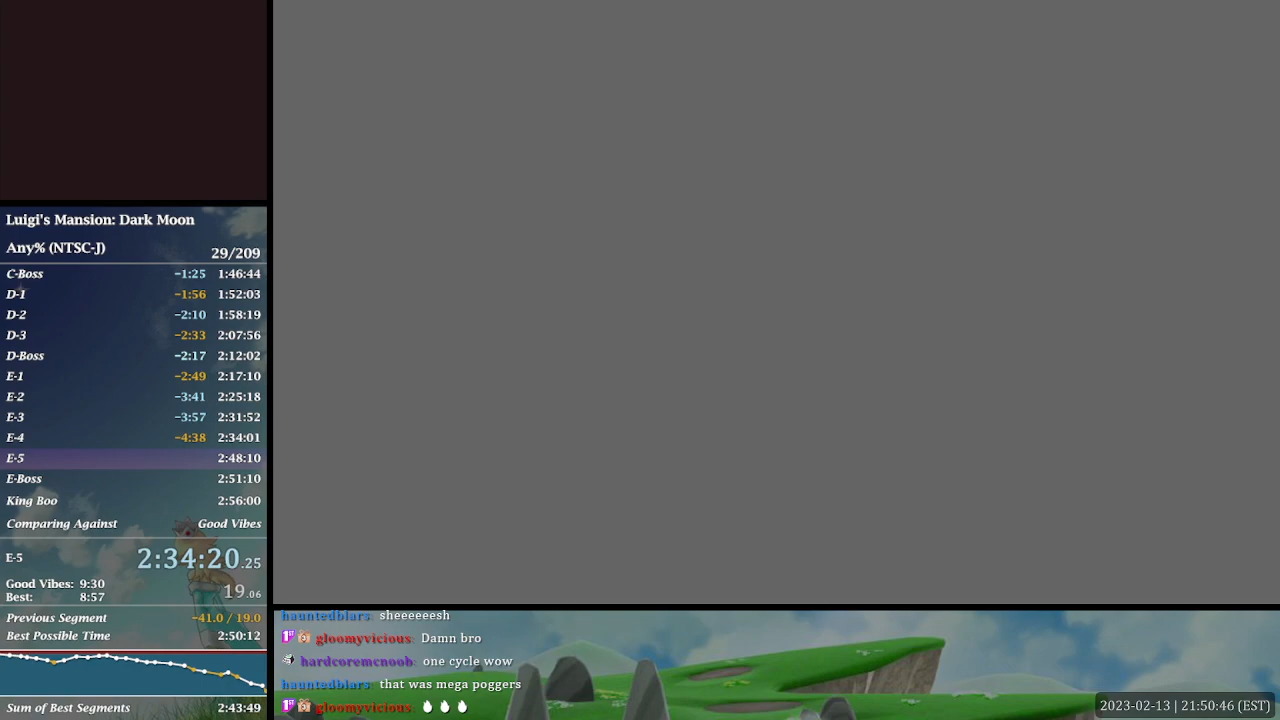 Luigi's Mansion: Dark Moon
Any% (NTSC-J) 29/209
C-Boss −1:25 1:46:44
D-1 −1:56 1:52:03
D-2 −2:10 1:58:19
D-3 −2:33 2:07:56
D-Boss −2:17 2:12:02
E-1 −2:49 2:17:10
E-2 −3:41 2:25:18
E-3 −3:57 2:31:52
E-4 −4:38 2:34:01
E-5 2:48:10
E-Boss 2:51:10
King Boo 2:56:00
Comparing Against Good Vibes
E-5 2:34:20.25
Good Vibes: 9:30
Best: 8:57 19.06
Previous Segment −41.0 / 19.0
Best Possible Time 2:50:12
Sum of Best Segments 2:43:49
hauntedblars: sheeeeeesh
1st gloomyvicious: Damn bro
hardcoremcnoob: one cycle wow
hauntedblars: that was mega poggers
1st gloomyvicious:
2023-02-13 | 21:50:46 (EST)